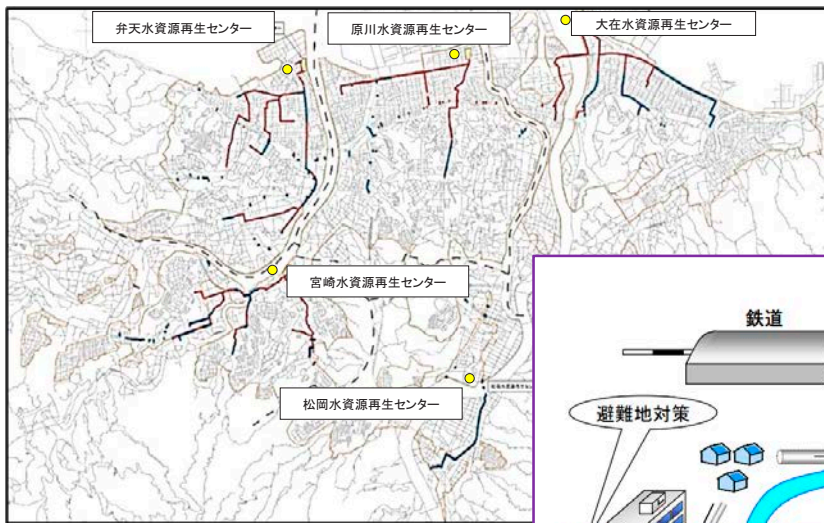 弁天水資源再生センター
原川水資源再生センター
大在水資源再生センター
宮崎水資源再生センター
松岡水資源再生センター
鉄道
避難地対策